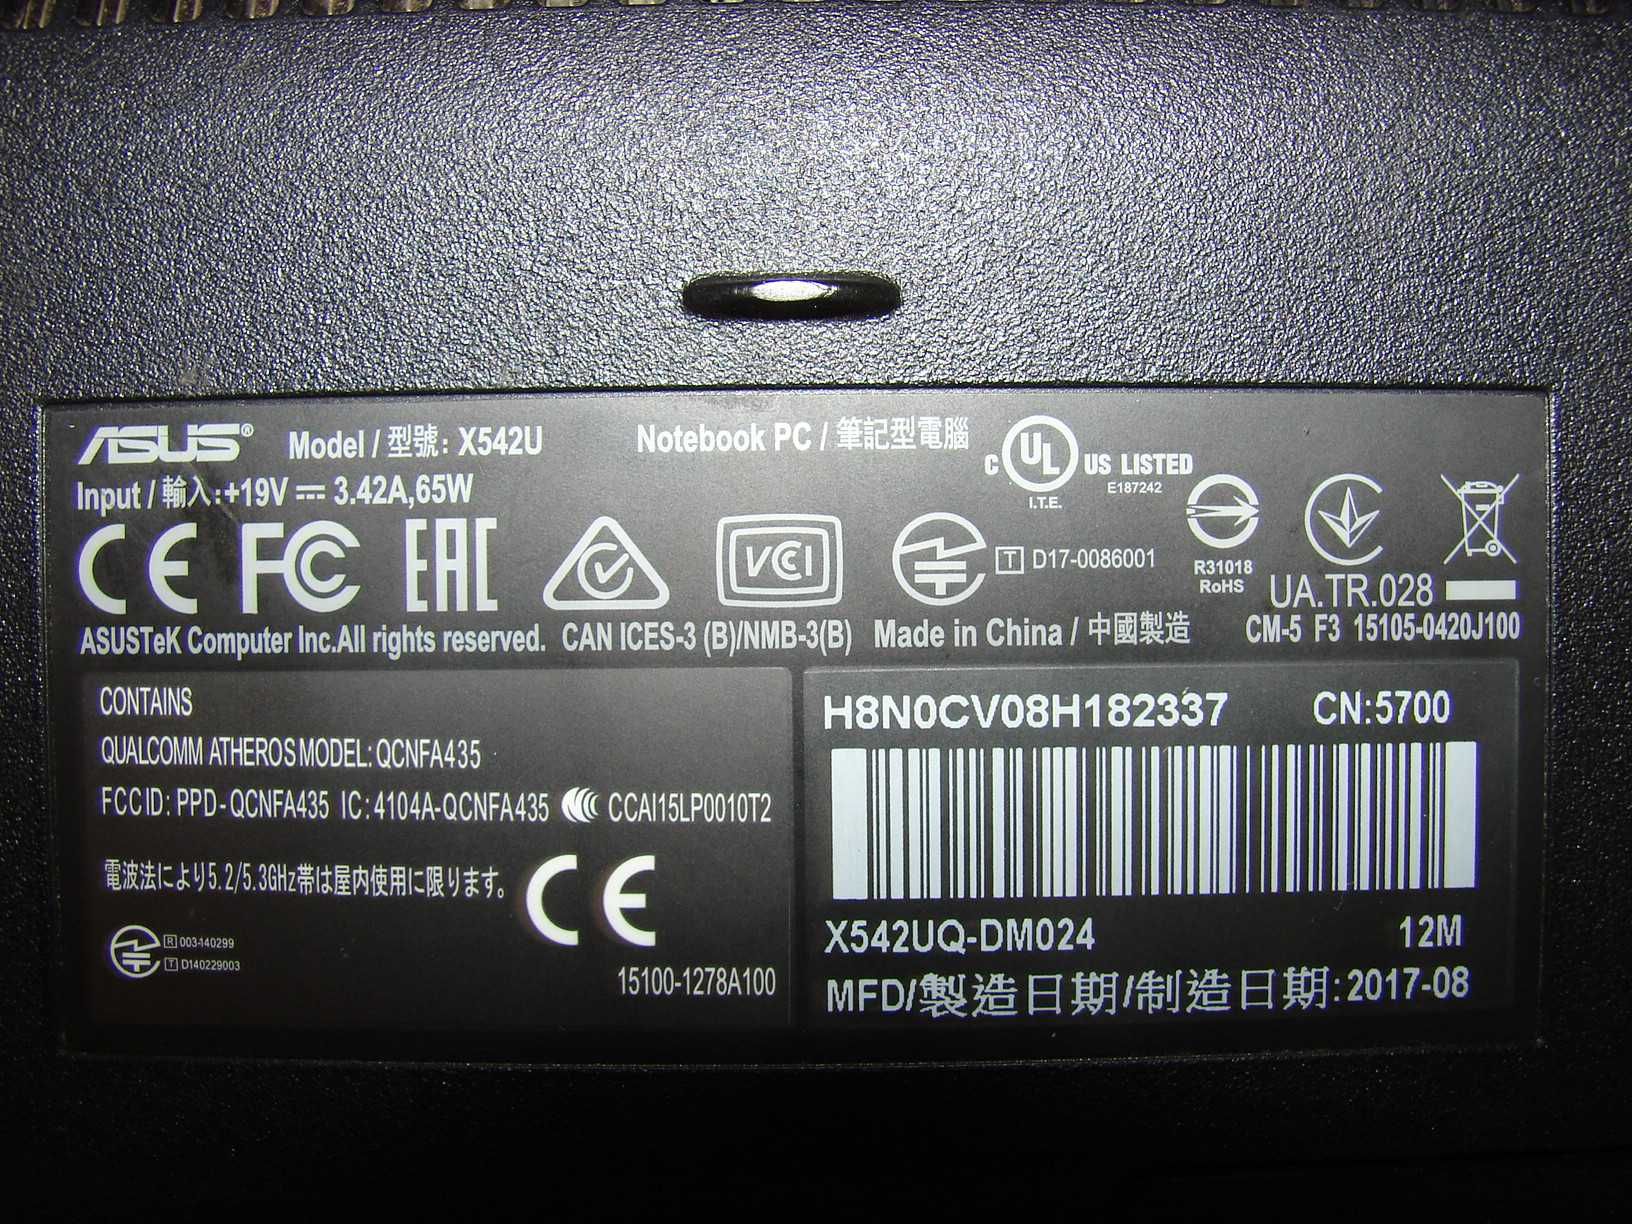 ASUS® Model / 型號: X542U Notebook PC / 筆記型電腦
c UL US LISTED
I.T.E. E187242
Input / 輸入:+19V ⎓ 3.42A,65W
CE FC EAC VCI T D17-0086001
R31018
RoHS
UA.TR.028
ASUSTeK Computer Inc.All rights reserved. CAN ICES-3 (B)/NMB-3(B) Made in China / 中國製造 CM-5 F3 15105-0420J100
CONTAINS
QUALCOMM ATHEROS MODEL: QCNFA435
FCC ID: PPD-QCNFA435 IC: 4104A-QCNFA435 CCAI15LP0010T2
電波法により5.2/5.3GHz帯は屋内使用に限ります。 CE
R 003-140299
T D140229003
15100-1278A100
H8N0CV08H182337 CN:5700
X542UQ-DM024 12M
MFD/製造日期/制造日期:2017-08